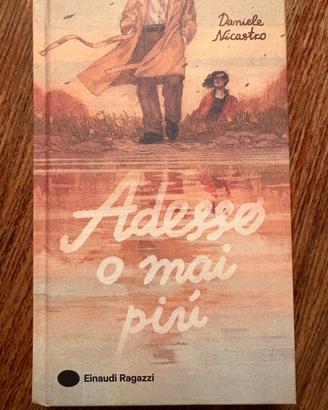 Daniele
Nicastro
Adesso
o mai
più
Einaudi Ragazzi